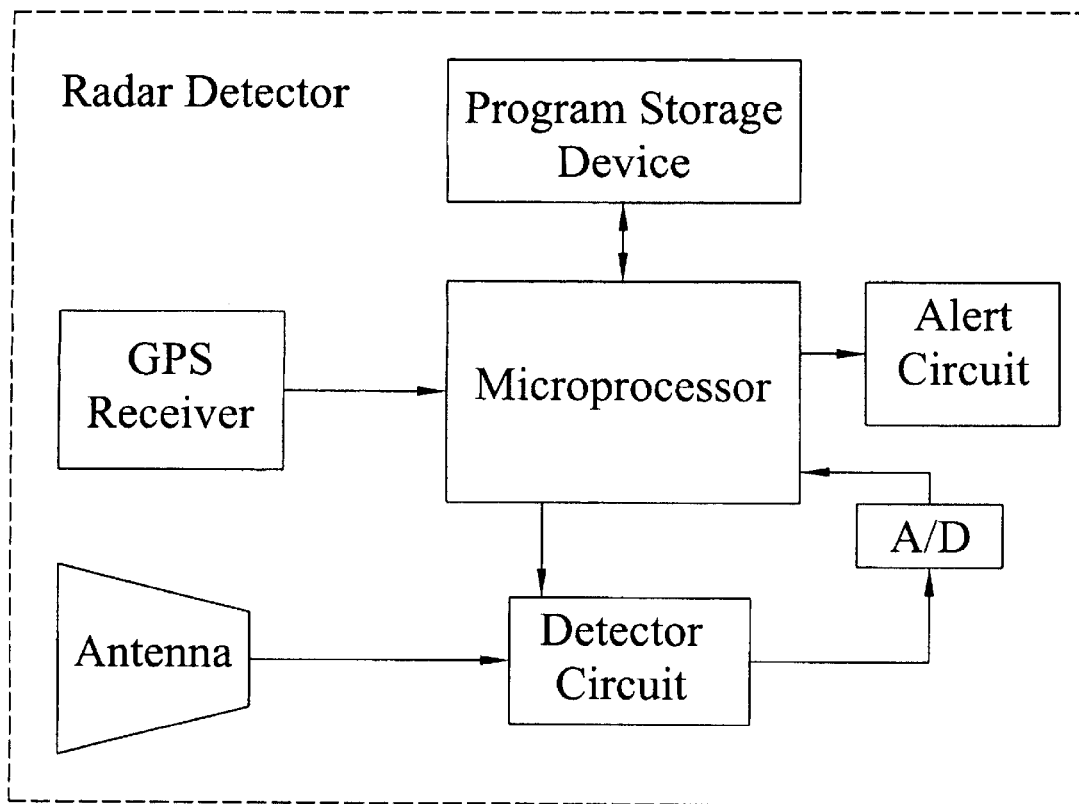 Radar Detector
Program Storage
Device
GPS
Receiver
Microprocessor
Alert
Circuit
A/D
Antenna
Detector
Circuit